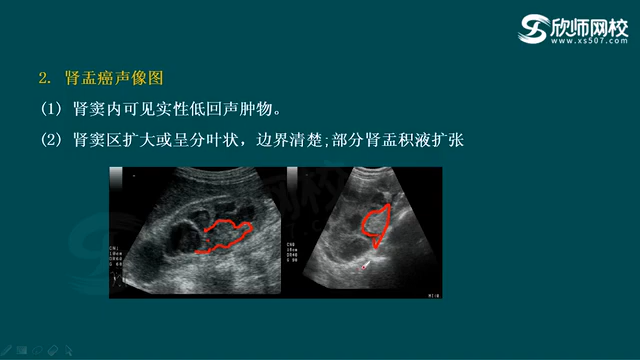 欣师网校
www.xs507.com
2. 肾盂癌声像图
(1) 肾窦内可见实性低回声肿物。
(2) 肾窦区扩大或呈分叶状，边界清楚;部分肾盂积液扩张